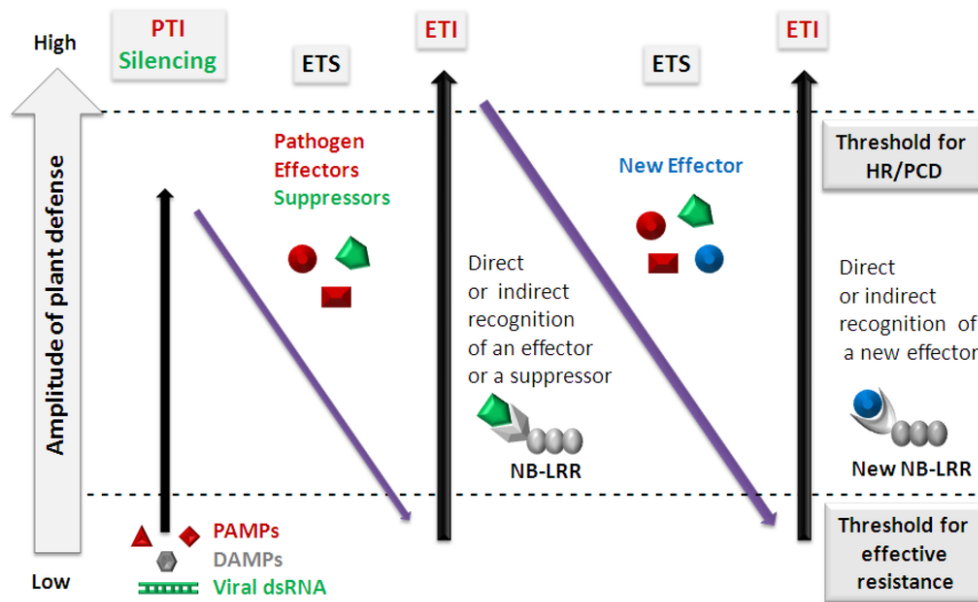 High
Amplitude of plant defense
Low
PTI
Silencing
ETS
ETI
ETS
ETI
Pathogen
Effectors
Suppressors
New Effector
Threshold for
HR/PCD
Direct
or indirect
recognition
of an effector
or a suppressor
NB-LRR
Direct
or indirect
recognition of
a new effector
New NB-LRR
PAMPs
DAMPs
Viral dsRNA
Threshold for
effective
resistance